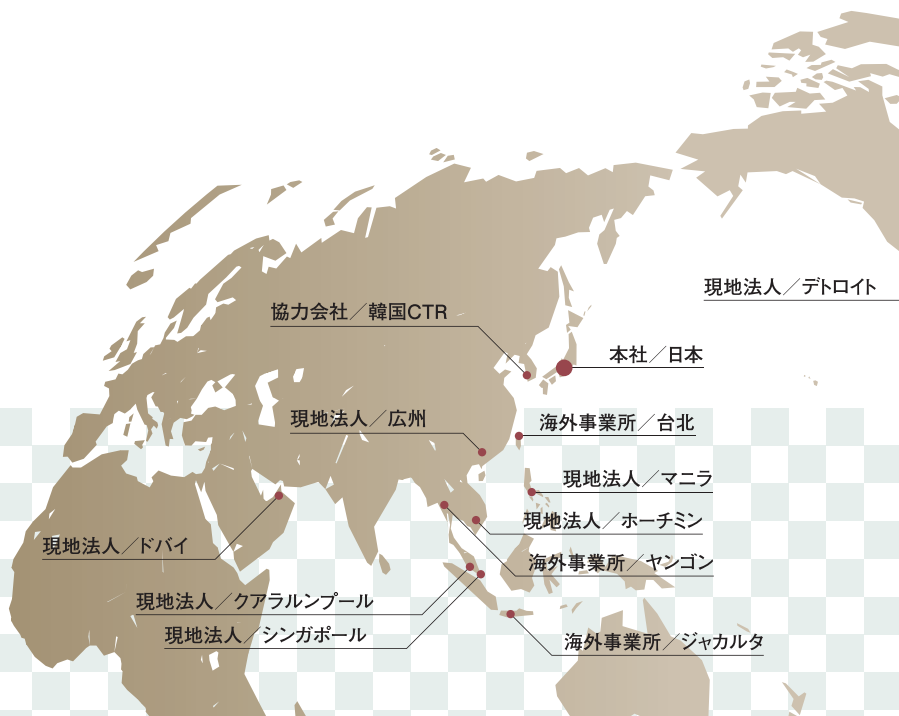 現地法人／デトロイト
協力会社／韓国CTR
本社／日本
現地法人／広州
海外事業所／台北
現地法人／マニラ
現地法人／ホーチミン
現地法人／ドバイ
海外事業所／ヤンゴン
現地法人／クアラルンプール
現地法人／シンガポール
海外事業所／ジャカルタ